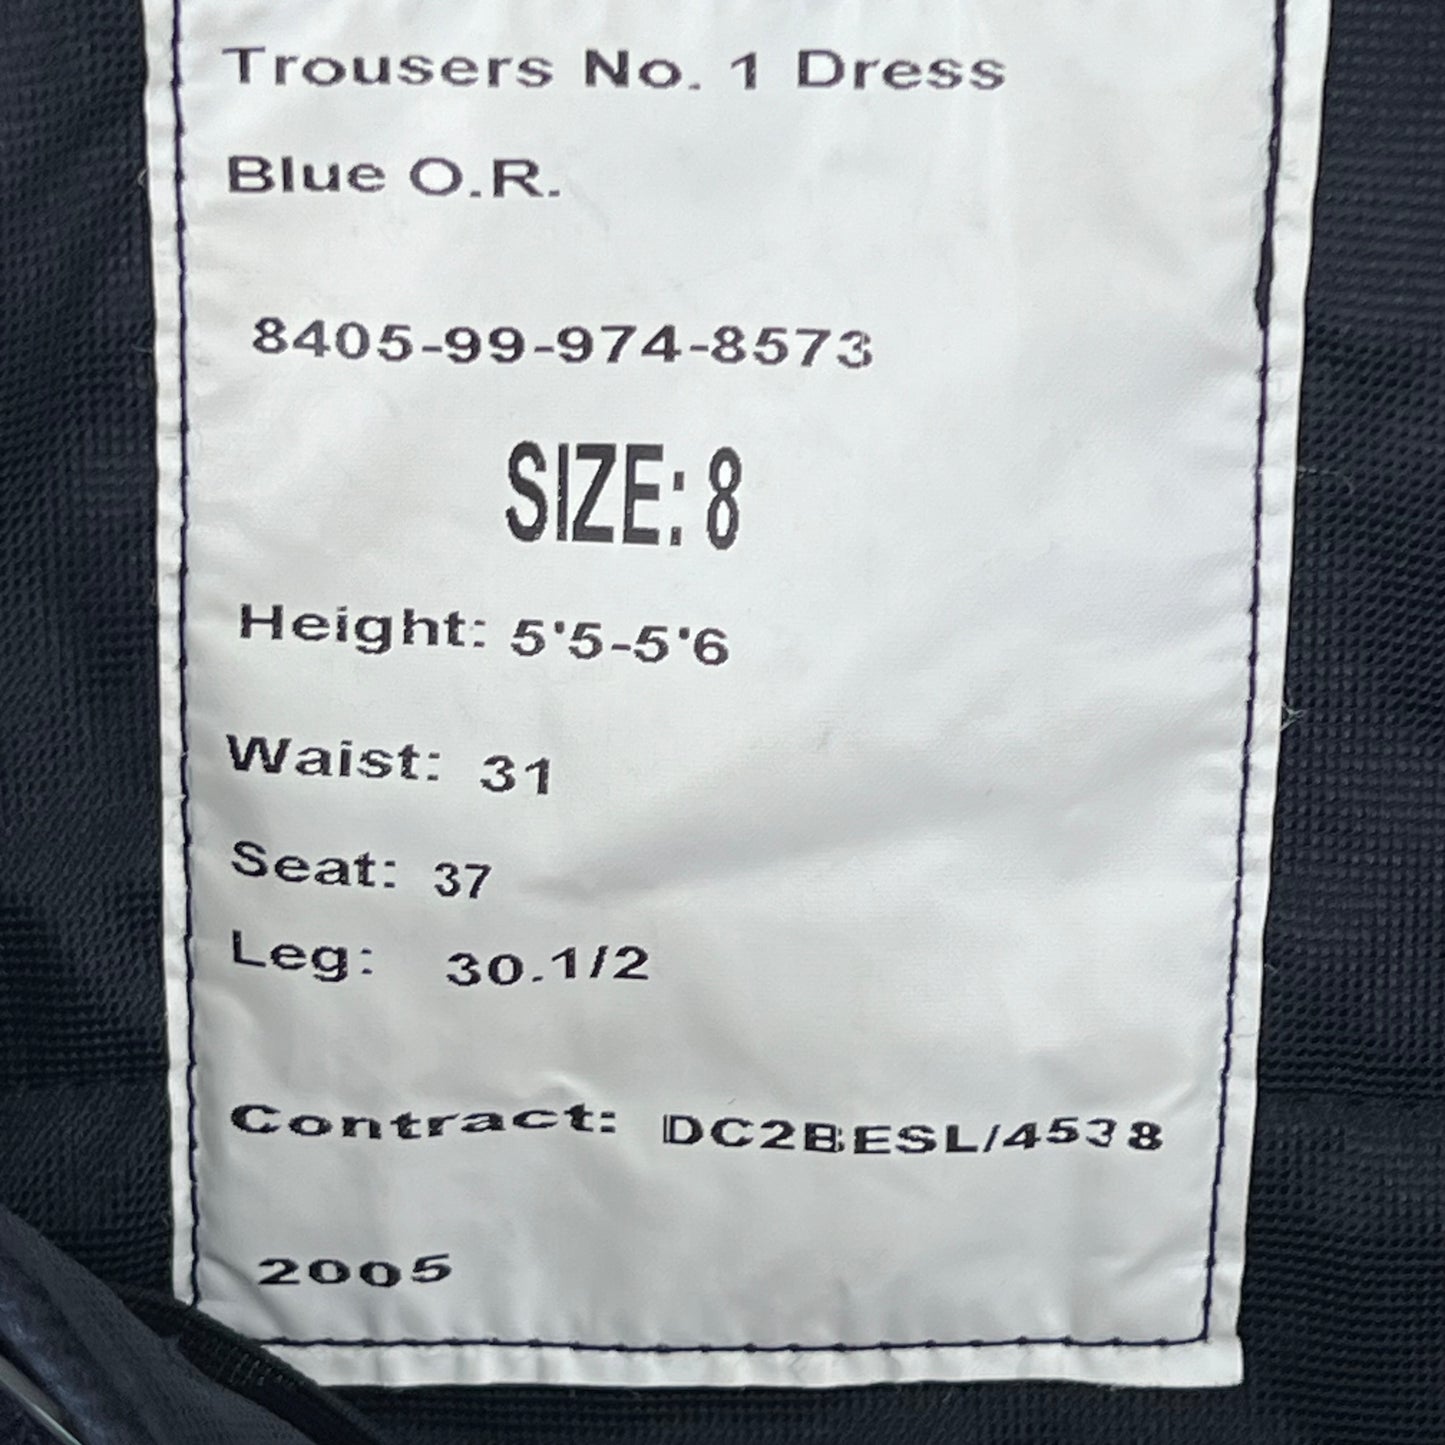 Trousers No. 1 Dress
Blue O.R.
8405-99-974-8573
SIZE: 8
Height: 5'5-5'6
Waist: 31
Seat: 37
Leg: 30.1/2
Contract: DC2BESL/4538
2005